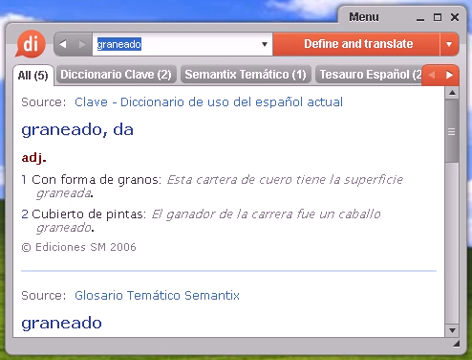 Menu
di
graneado
Define and translate
All (5)
Diccionario Clave (2)
Semantix Temático (1)
Tesauro Español (2
Source: Clave - Diccionario de uso del español actual
graneado, da
adj.
1 Con forma de granos: Esta cartera de cuero tiene la superficie
graneada.
2 Cubierto de pintas: El ganador de la carrera fue un caballo
graneado.
© Ediciones SM 2006
Source: Glosario Temático Semantix
graneado